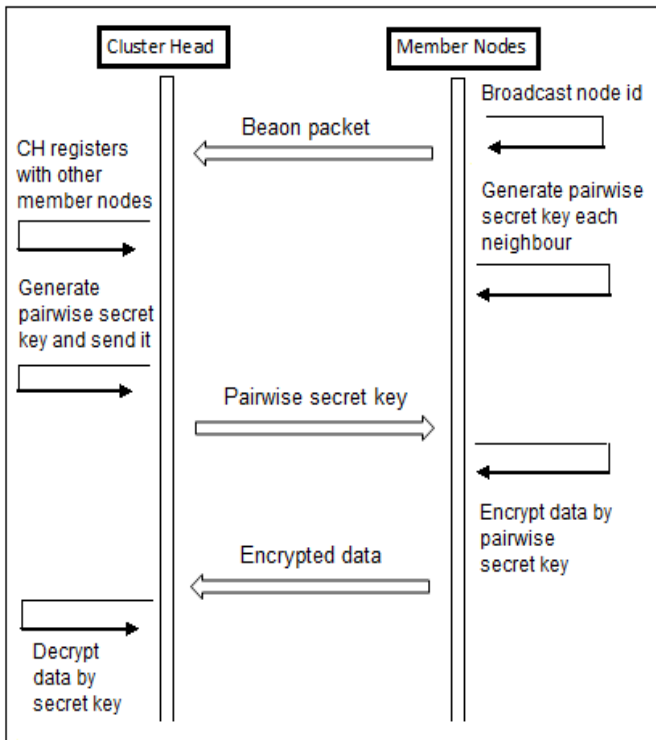 Cluster Head
Member Nodes
Broadcast node id
Beaon packet
CH registers
with other
member nodes
Generate pairwise
secret key each
neighbour
Generate
pairwise secret
key and send it
Pairwise secret key
Encrypt data by
pairwise
secret key
Encrypted data
Decrypt
data by
secret key